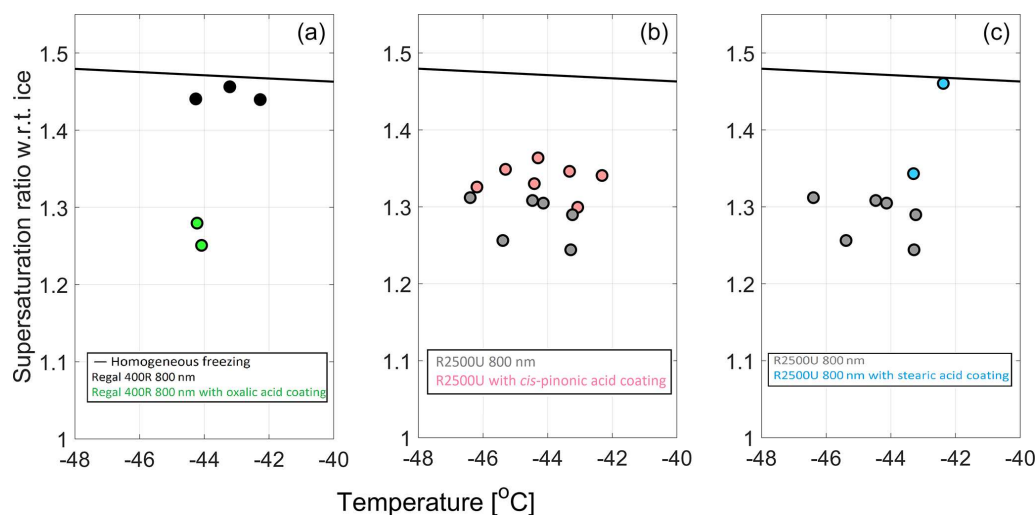 Supersaturation ratio w.r.t. ice
(a)
1.5
1.4
1.3
1.2
1.1
1
— Homogeneous freezing
Regal 400R 800 nm
Regal 400R 800 nm with oxalic acid coating
-48 -46 -44 -42 -40
(b)
R2500U 800 nm
R2500U with cis-pinonic acid coating
-48 -46 -44 -42 -40
(c)
R2500U 800 nm
R2500U 800 nm with stearic acid coating
-48 -46 -44 -42 -40
Temperature [°C]